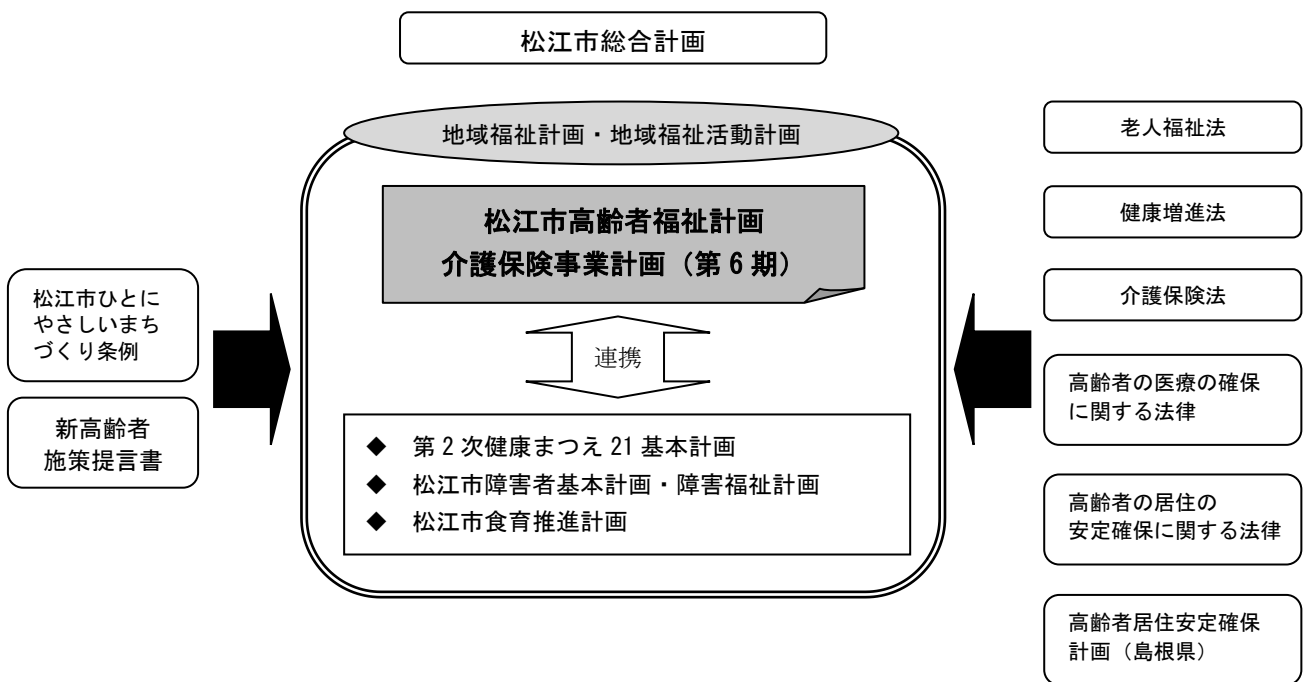 松江市総合計画
地域福祉計画・地域福祉活動計画
松江市高齢者福祉計画
介護保険事業計画（第６期）
連携
◆ 第２次健康まつえ 21 基本計画
◆ 松江市障害者基本計画・障害福祉計画
◆ 松江市食育推進計画
松江市ひとに
やさしいまち
づくり条例
新高齢者
施策提言書
老人福祉法
健康増進法
介護保険法
高齢者の医療の確保
に関する法律
高齢者の居住の
安定確保に関する法律
高齢者居住安定確保
計画（島根県）